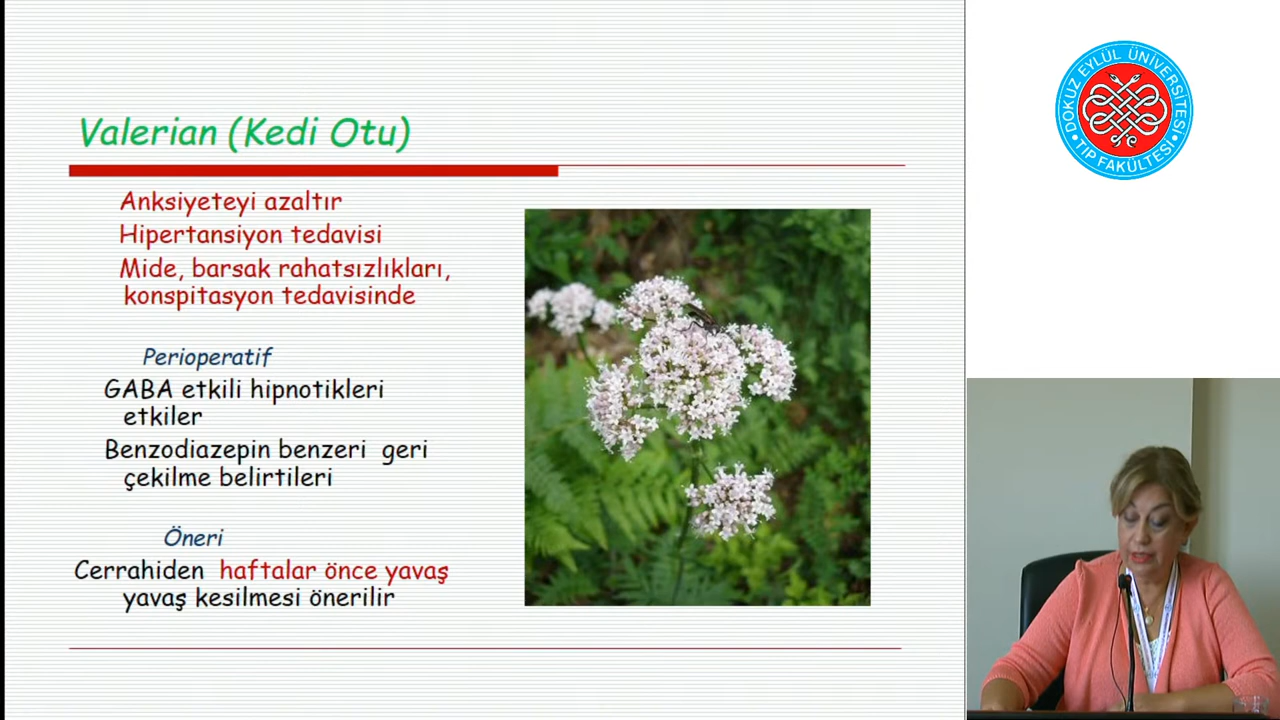 Valerian (Kedi Otu)
Anksiyeteyi azaltır
Hipertansiyon tedavisi
Mide, barsak rahatsızlıkları,
konspitasyon tedavisinde
Perioperatif
GABA etkili hipnotikleri
etkiler
Benzodiazepin benzeri geri
çekilme belirtileri
Öneri
Cerrahiden haftalar önce yavaş
yavaş kesilmesi önerilir
DOKUZ EYLÜL ÜNİVERSİTESİ
• TIP FAKÜLTESİ •